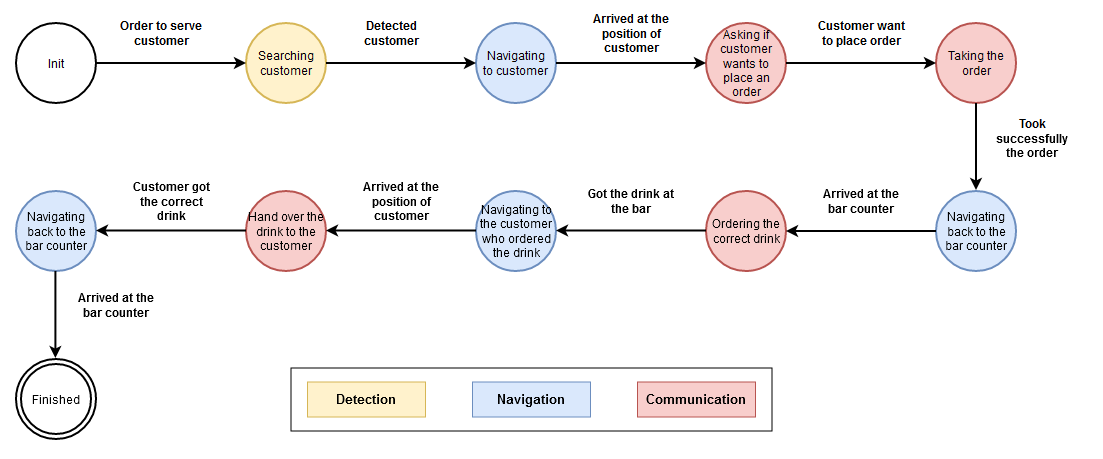 Order to serve
customer
Detected
customer
Arrived at the
position of
customer
Customer want
to place order
Init
Searching
customer
Navigating
to customer
Asking if
customer
wants to
place an
order
Taking the
order
Took
successfully
the order
Customer got
the correct
drink
Arrived at the
position of
customer
Got the drink at
the bar
Arrived at the
bar counter
Navigating
back to the
bar counter
Hand over the
drink to the
customer
Navigating to
the customer
who ordered
the drink
Ordering the
correct drink
Navigating
back to the
bar counter
Arrived at the
bar counter
Finished
Detection
Navigation
Communication